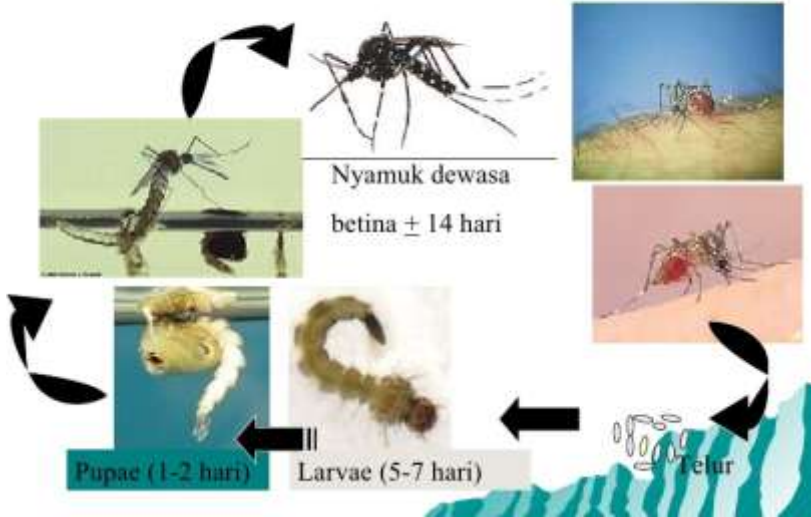 Nyamuk dewasa
betina ± 14 hari
Pupae (1-2 hari)
Larvae (5-7 hari)
Telur